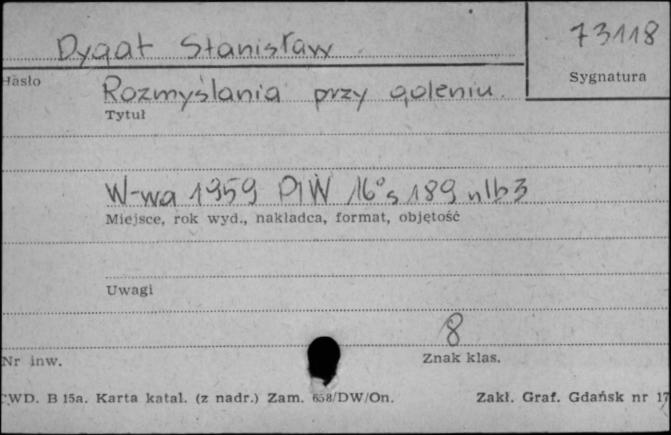 73118
Dygat Stanisław
Sygnatura
Hasło
Rozmyślania przy goleniu.
Tytuł
W-wa 1959 PIW 16° s 189 nlb 3
Miejsce, rok wyd., nakładca, format, objętość
Uwagi
8
Nr inw.
Znak klas.
WD. B 15a. Karta katal. (z nadr.) Zam. 658/DW/On.
Zakł. Graf. Gdańsk nr 17